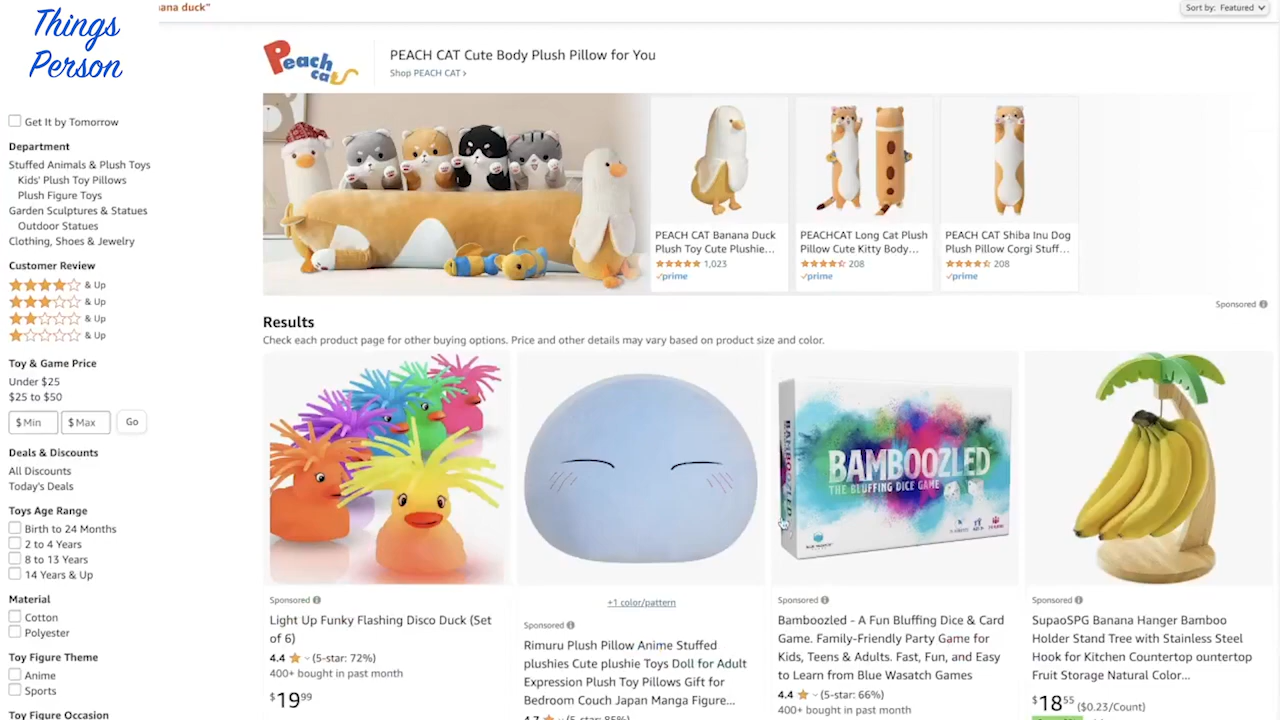 Things
Person
ana duck"
Sort by: Featured
Peach
cat
PEACH CAT Cute Body Plush Pillow for You
Shop PEACH CAT ›
Get It by Tomorrow
Department
Stuffed Animals & Plush Toys
Kids' Plush Toy Pillows
Plush Figure Toys
Garden Sculptures & Statues
Outdoor Statues
Clothing, Shoes & Jewelry
Customer Review
& Up
& Up
& Up
& Up
Toy & Game Price
Under $25
$25 to $50
$ Min
$ Max
Go
Deals & Discounts
All Discounts
Today's Deals
Toys Age Range
Birth to 24 Months
2 to 4 Years
8 to 13 Years
14 Years & Up
Material
Cotton
Polyester
Toy Figure Theme
Anime
Sports
Toy Figure Occasion
PEACH CAT Banana Duck
Plush Toy Cute Plushie...
1,023
prime
PEACHCAT Long Cat Plush
Pillow Cute Kitty Body...
208
prime
PEACH CAT Shiba Inu Dog
Plush Pillow Corgi Stuff...
208
prime
Sponsored
Results
Check each product page for other buying options. Price and other details may vary based on product size and color.
Sponsored
Light Up Funky Flashing Disco Duck (Set
of 6)
4.4 (5-star: 72%)
400+ bought in past month
$19 99
+1 color/pattern
Sponsored
Rimuru Plush Pillow Anime Stuffed
plushies Cute plushie Toys Doll for Adult
Expression Plush Toy Pillows Gift for
Bedroom Couch Japan Manga Figure...
4.7 (5-star: 85%)
BAMBOOZLED
BAMBOOZLED
THE BLUFFING DICE GAME
Sponsored
Bamboozled - A Fun Bluffing Dice & Card
Game. Family-Friendly Party Game for
Kids, Teens & Adults. Fast, Fun, and Easy
to Learn from Blue Wasatch Games
4.4 (5-star: 66%)
400+ bought in past month
Sponsored
SupaoSPG Banana Hanger Bamboo
Holder Stand Tree with Stainless Steel
Hook for Kitchen Countertop ountertop
Fruit Storage Natural Color...
$18 55 ($0.23/Count)